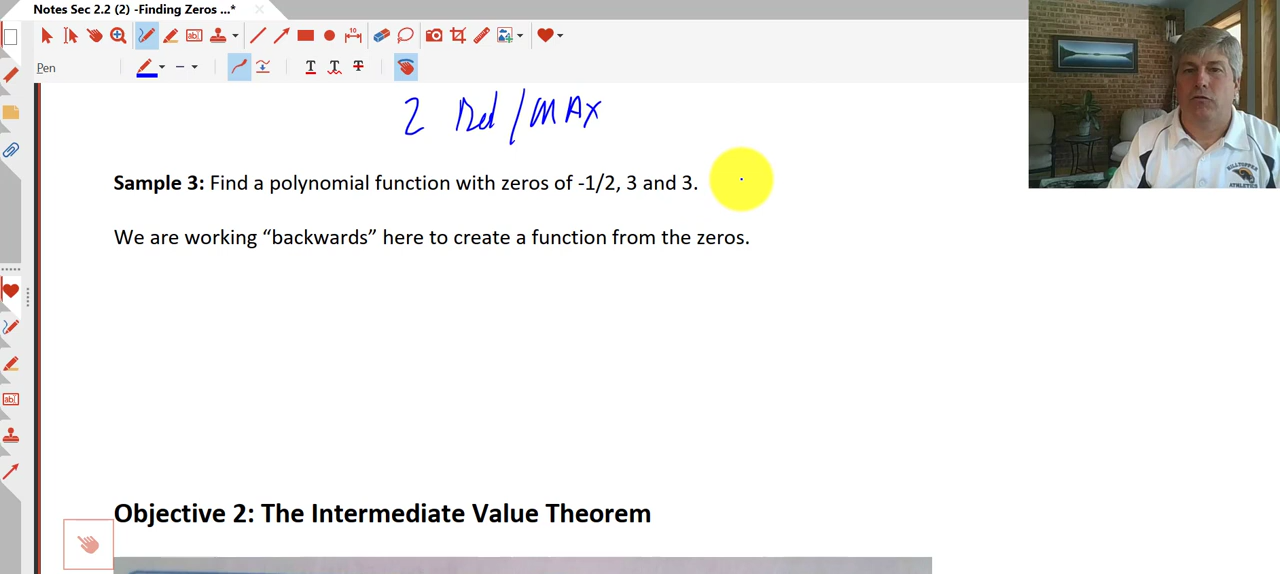 Notes Sec 2.2 (2) -Finding Zeros ...*
Pen
2 Rel/MAX
Sample 3: Find a polynomial function with zeros of -1/2, 3 and 3.
We are working “backwards” here to create a function from the zeros.
Objective 2: The Intermediate Value Theorem
HILLTOPPER
ATHLETICS